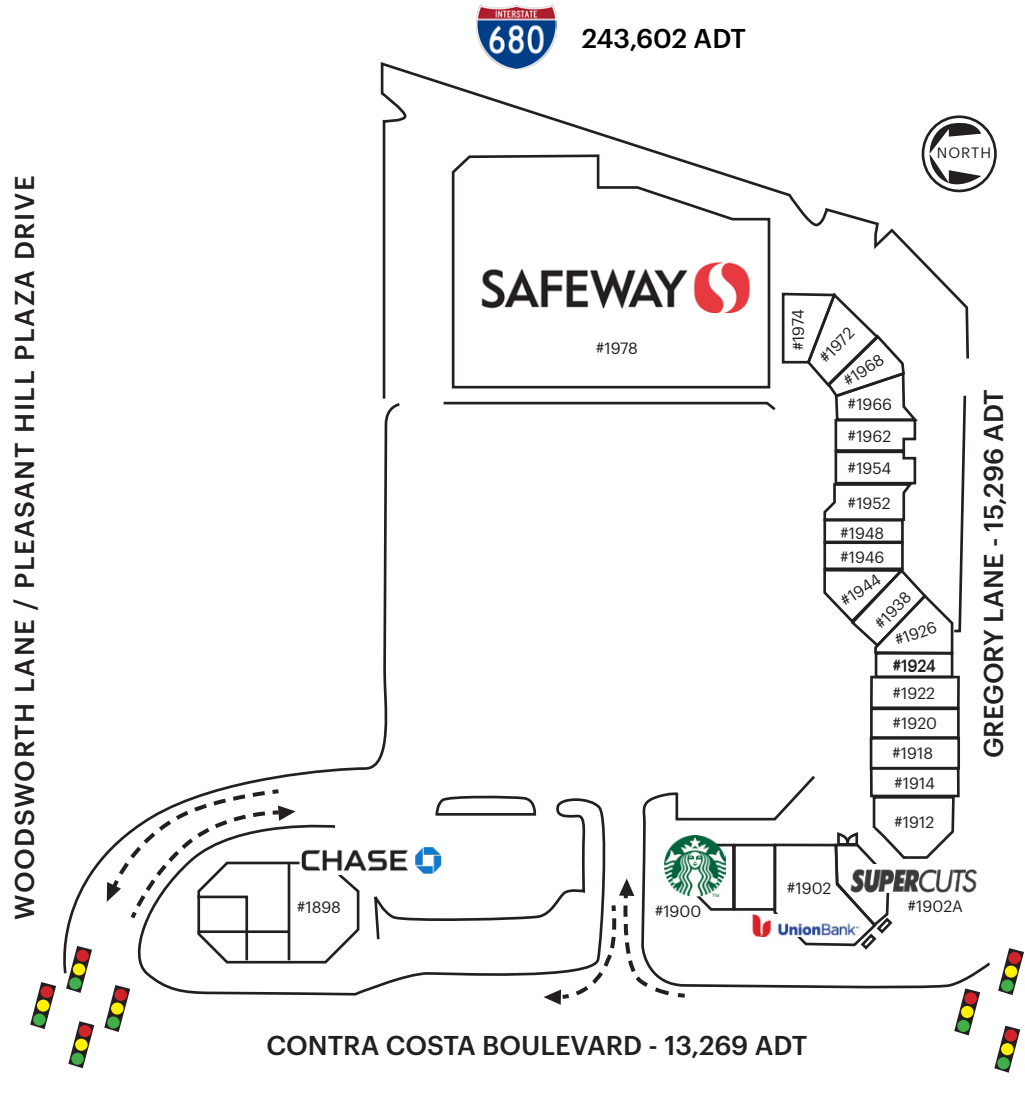 INTERSTATE
680
243,602 ADT
NORTH
WOODSWORTH LANE / PLEASANT HILL PLAZA DRIVE
SAFEWAY
#1978
#1974
#1972
#1968
#1966
#1962
#1954
#1952
#1948
#1946
#1944
#1938
#1926
#1924
#1922
#1920
#1918
#1914
#1912
GREGORY LANE - 15,296 ADT
CHASE
#1898
TM
#1900
#1902
UnionBank
SUPERCUTS
#1902A
CONTRA COSTA BOULEVARD - 13,269 ADT